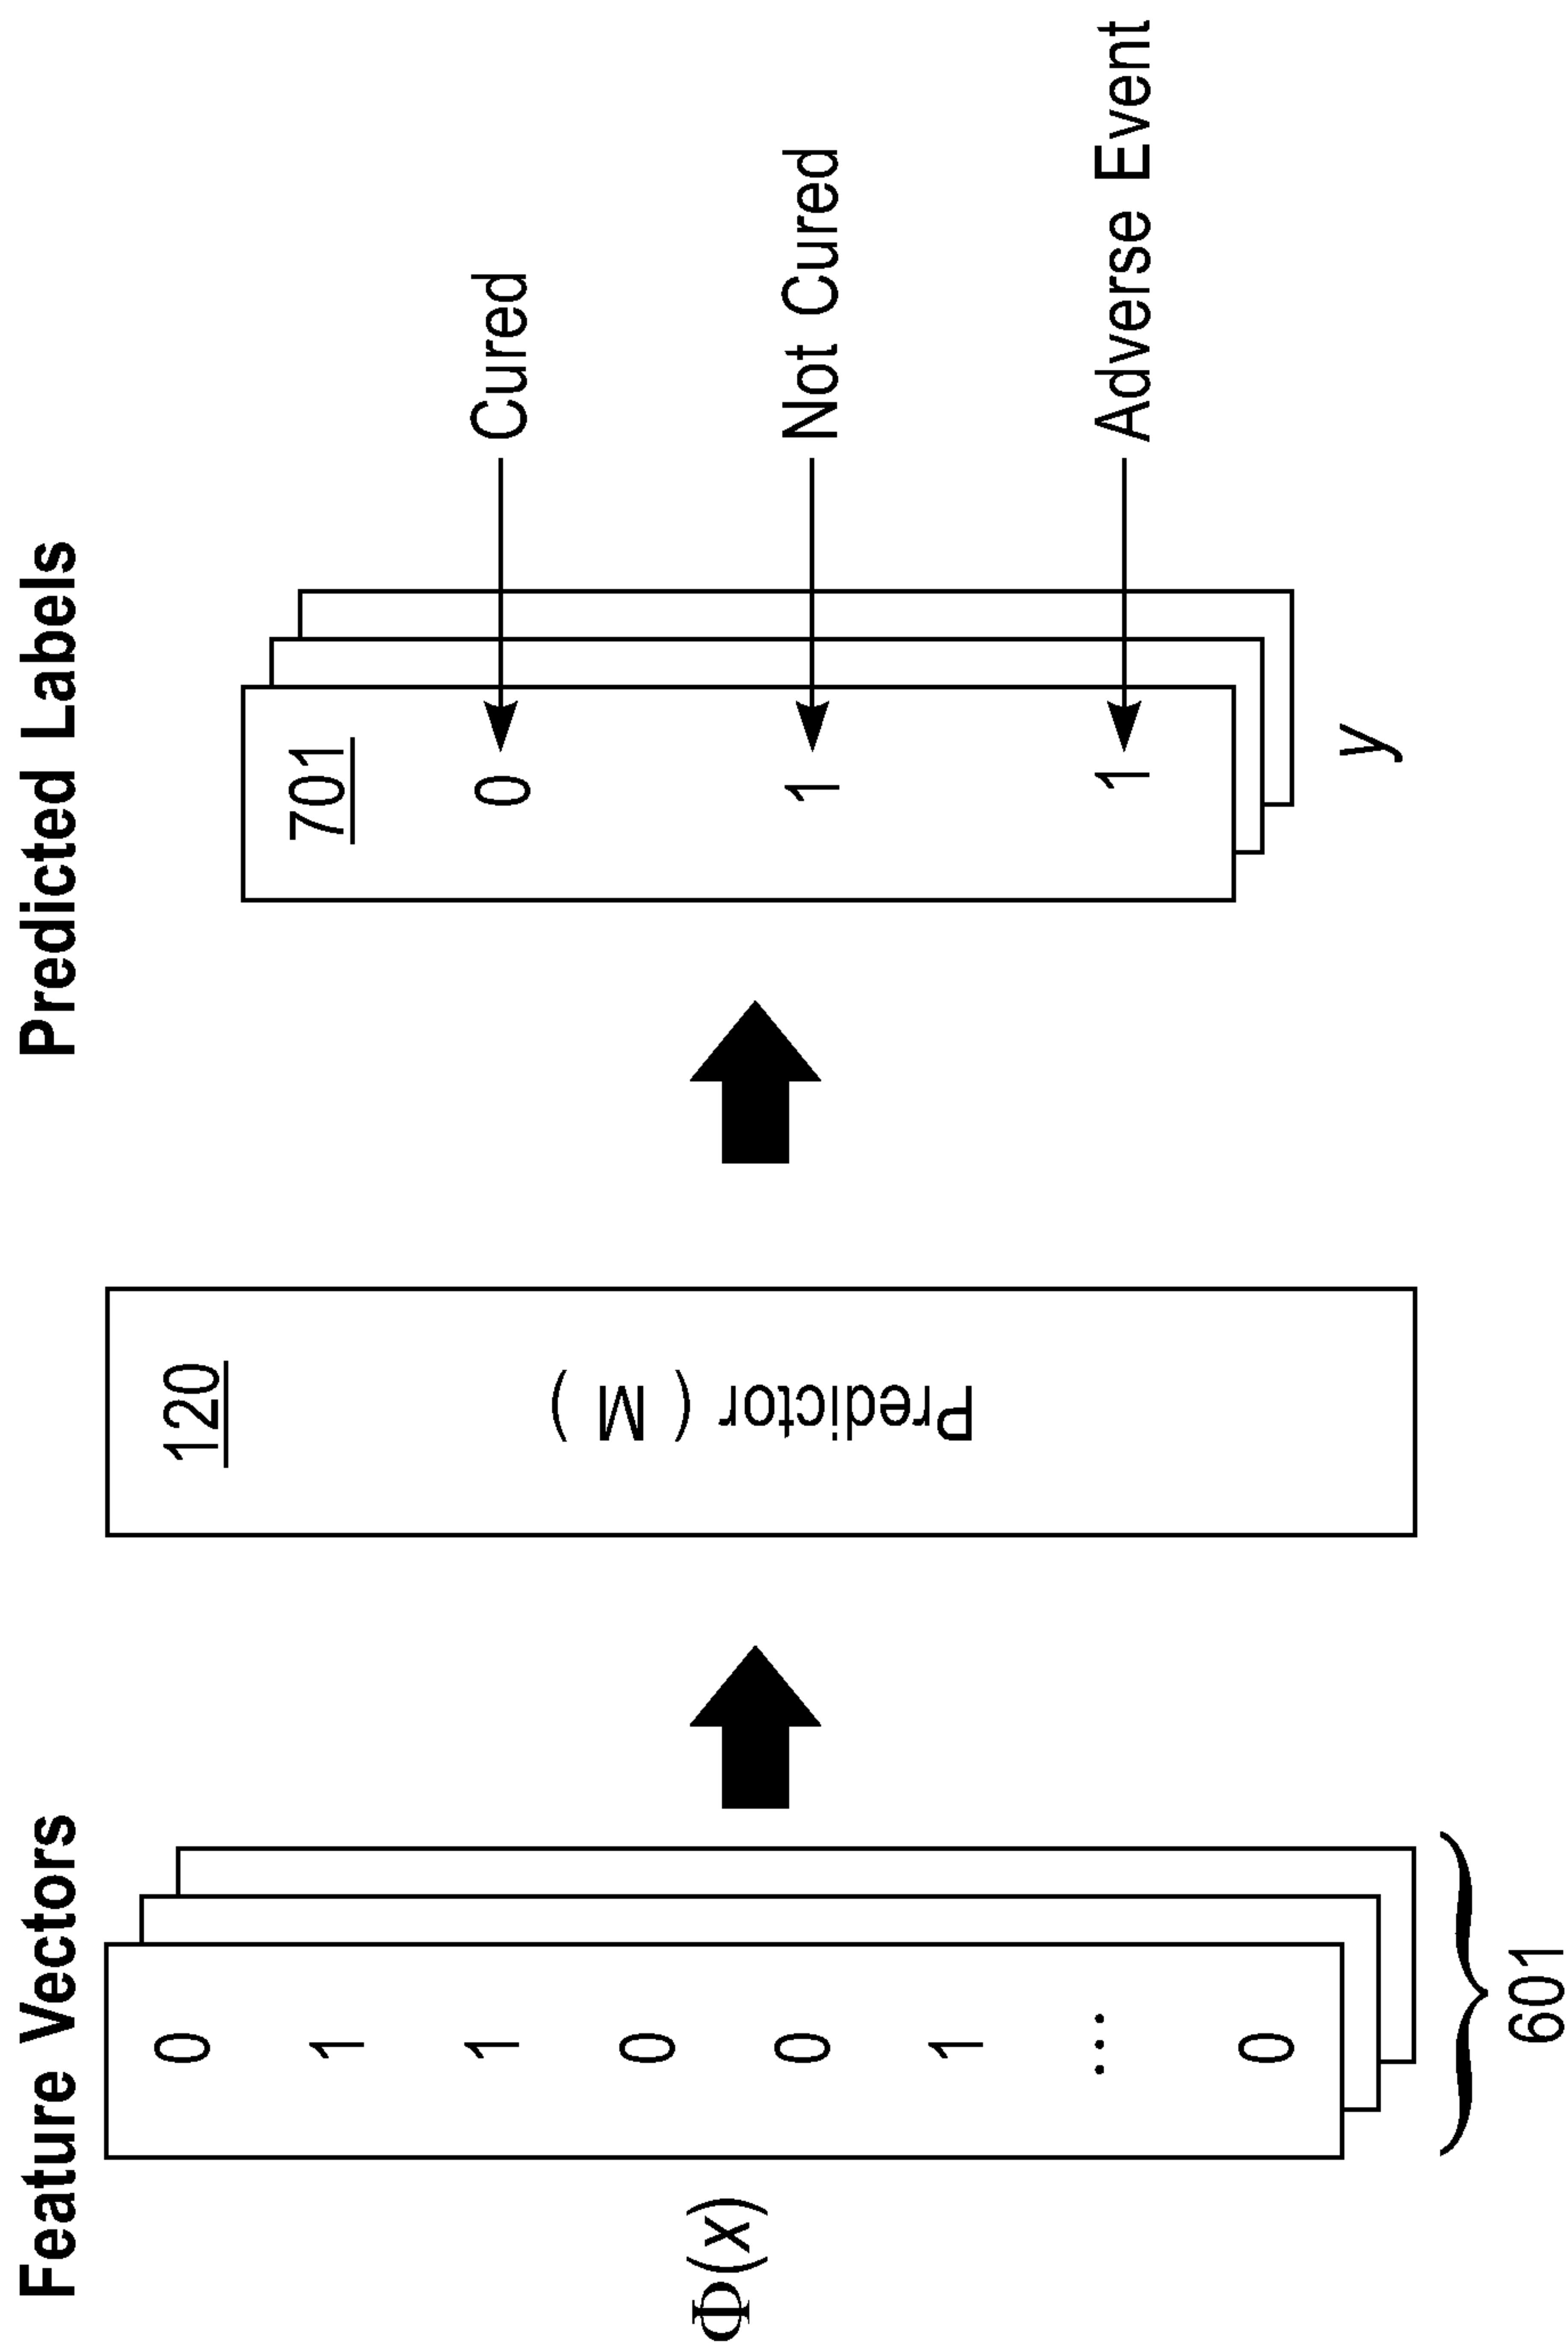 Feature Vectors
Φ(x)
0
1
1
0
0
1
...
0
601
120
Predictor ( M )
Predicted Labels
701
0
1
1
y
Cured
Not Cured
Adverse Event